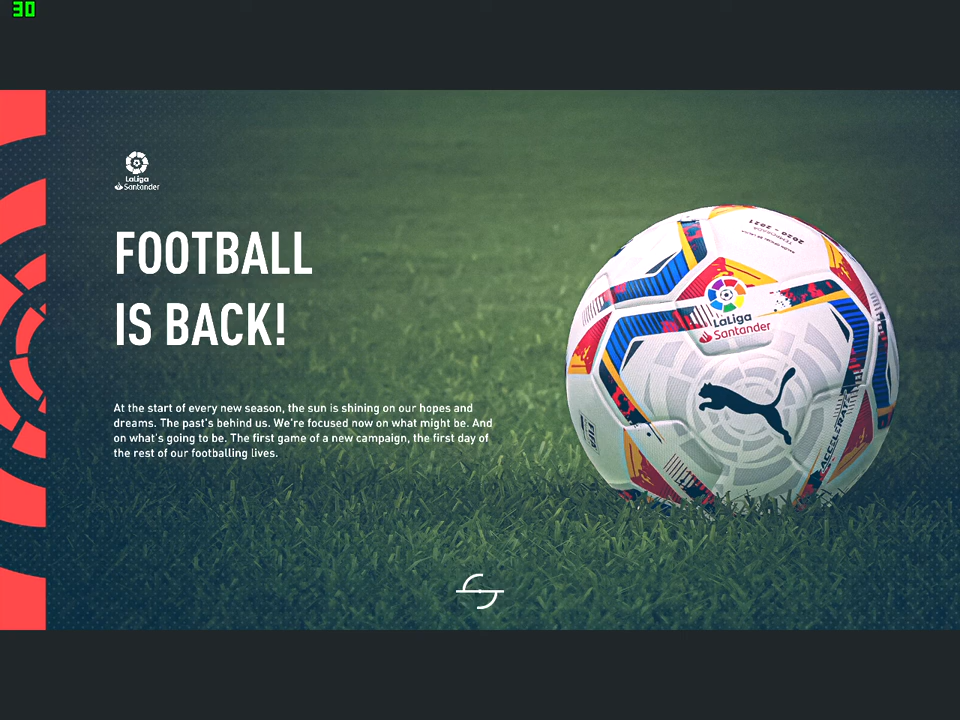 30
LaLiga
Santander
FOOTBALL
IS BACK!
At the start of every new season, the sun is shining on our hopes and
dreams. The past's behind us. We're focused now on what might be. And
on what's going to be. The first game of a new campaign, the first day of
the rest of our footballing lives.
2020 - 2021
TEMPORADA
LaLiga
Santander
FIFA
ACCELERATE